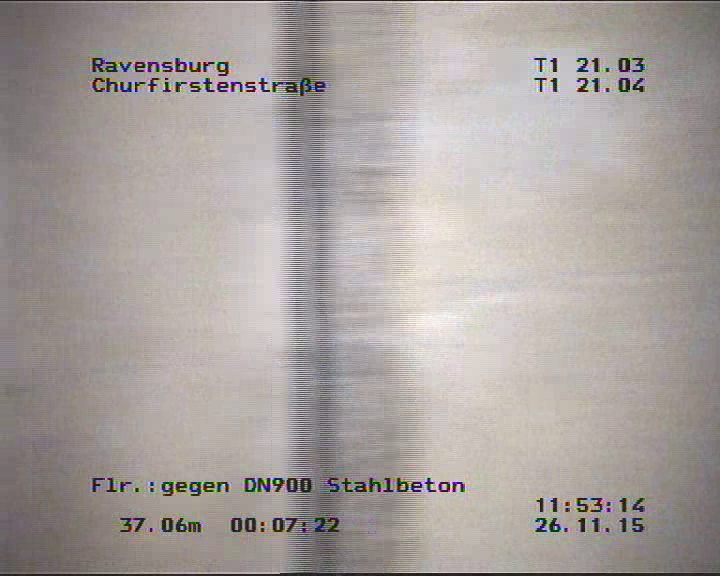 Ravensburg
Churfirstenstraße
T1 21.03
T1 21.04
Flr.:gegen DN900 Stahlbeton
37.06m 00:07:22
11:53:14
26.11.15